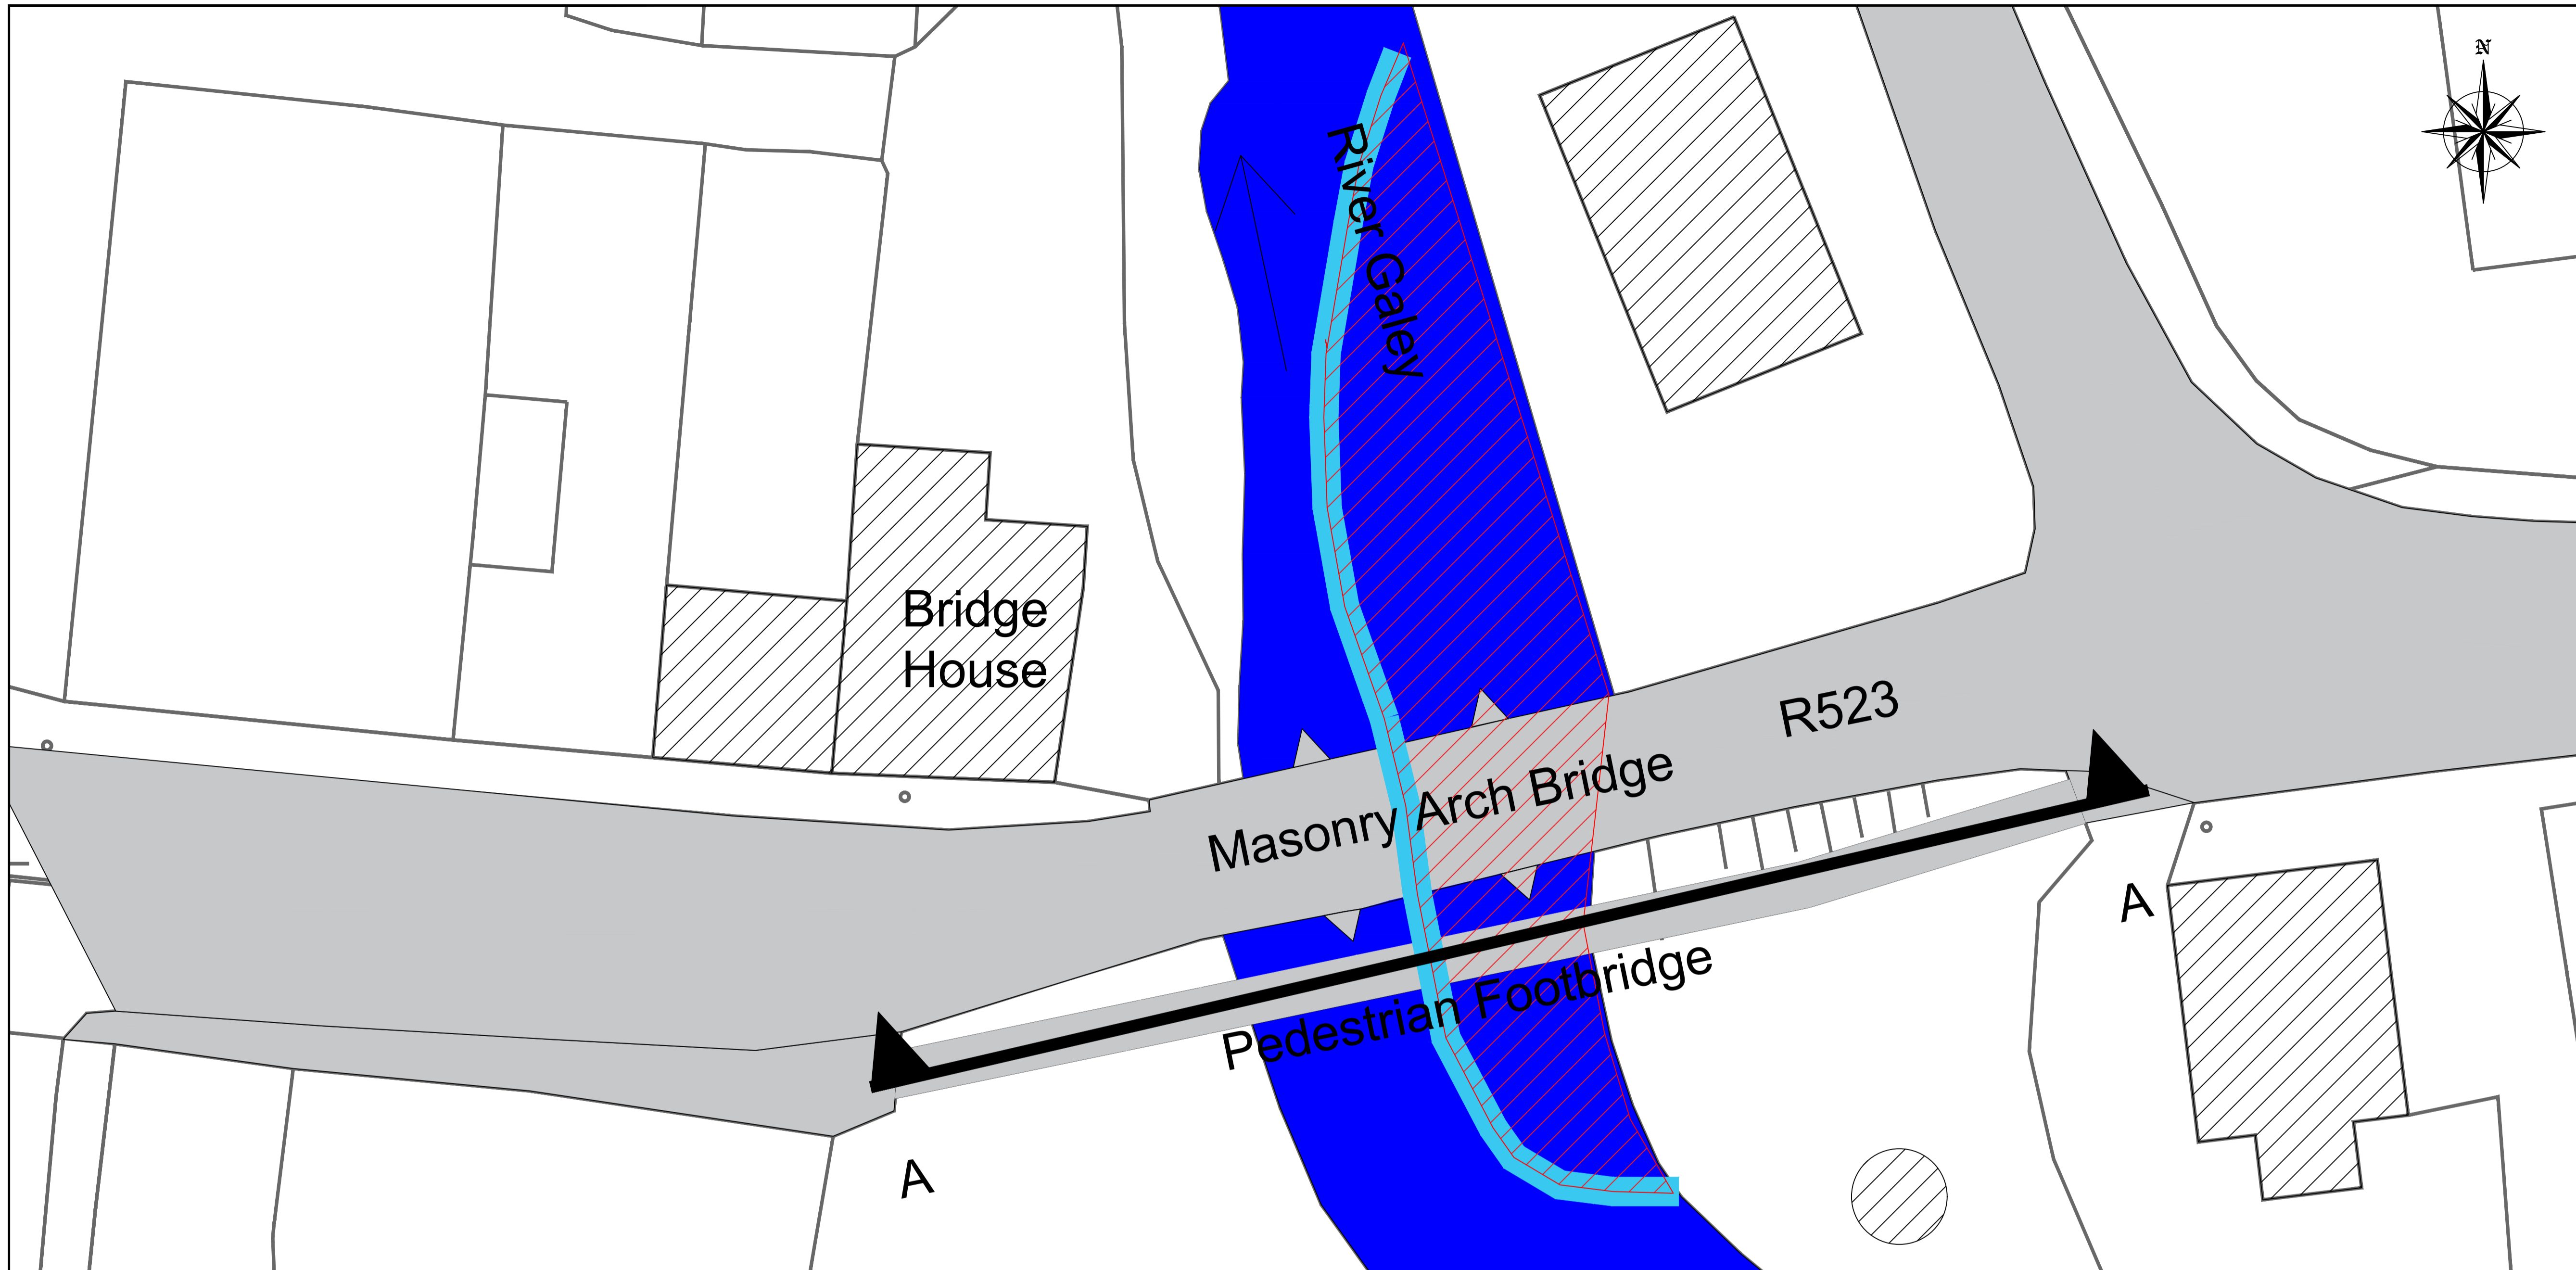 N
River Galey
Bridge
House
R523
Masonry Arch Bridge
A
Pedestrian Footbridge
A